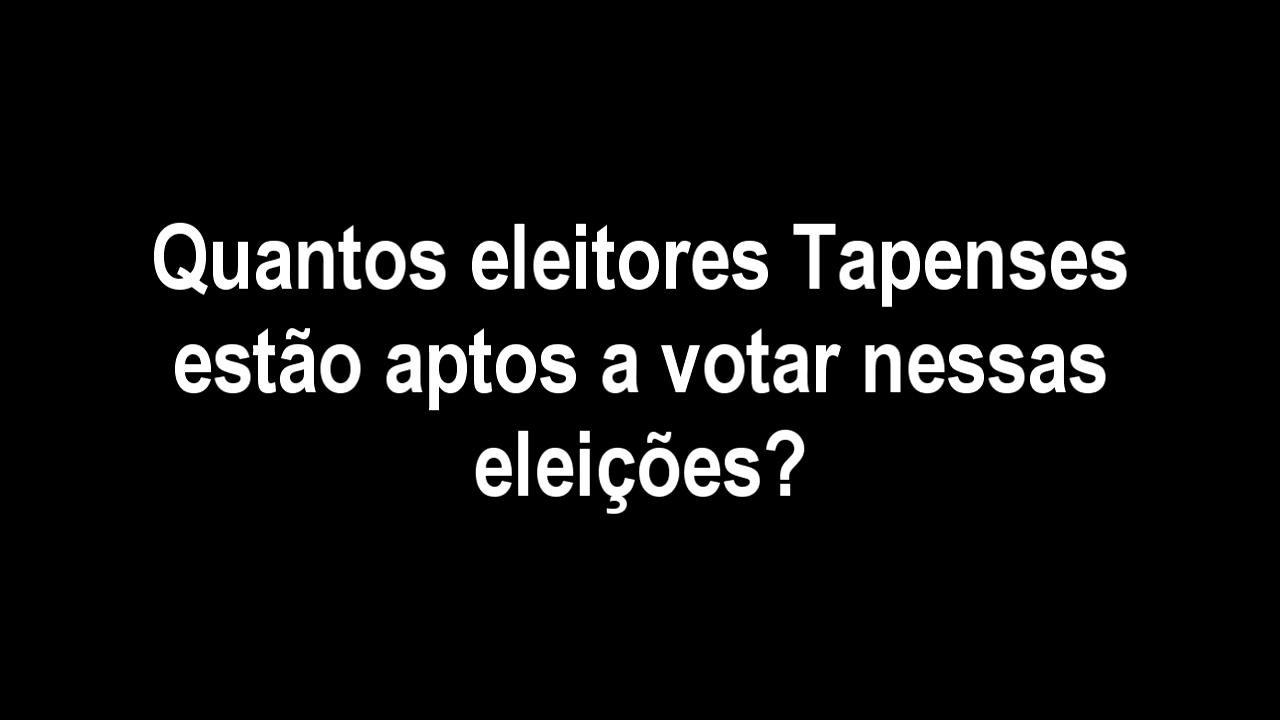 Quantos eleitores Tapenses
estão aptos a votar nessas
eleições?